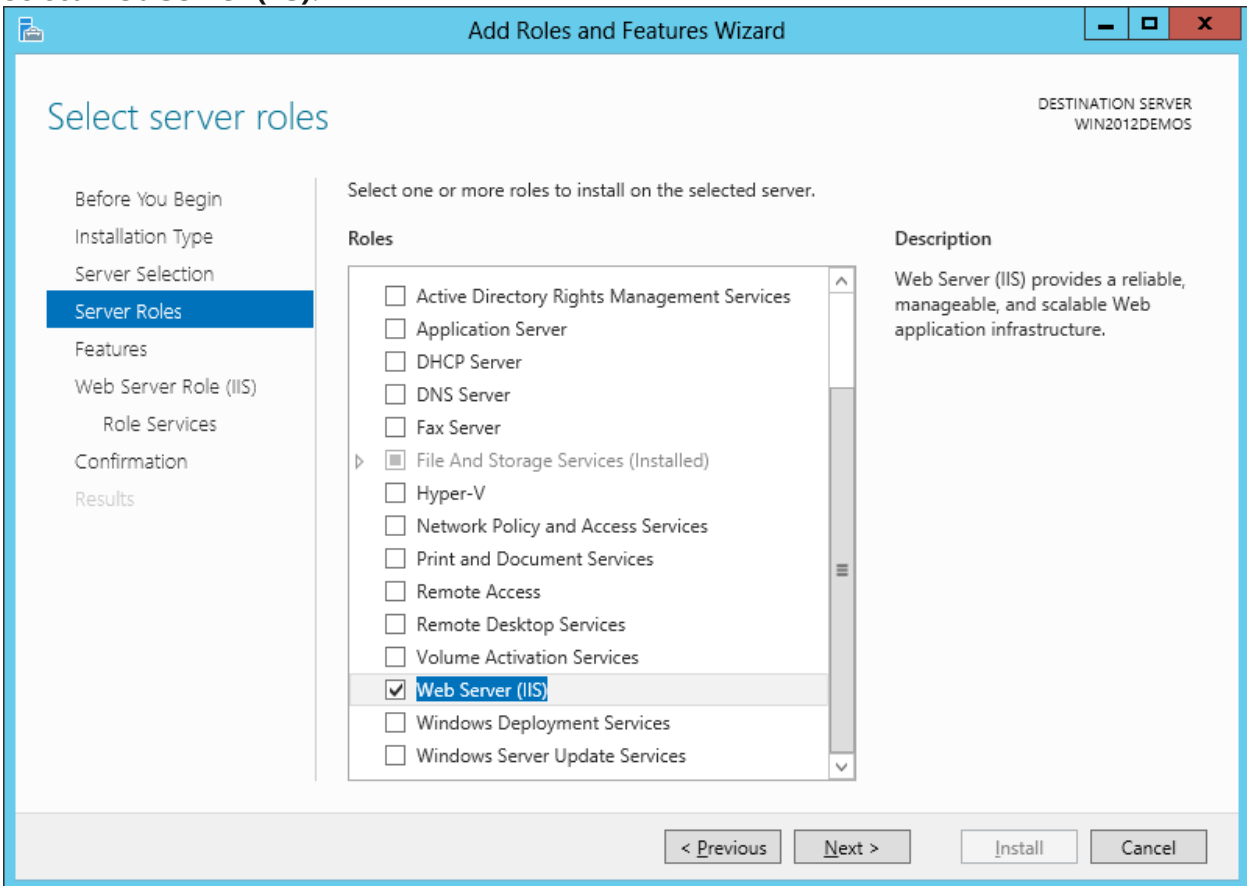 Add Roles and Features Wizard
Select server roles
DESTINATION SERVER
WIN2012DEMOS
Before You Begin
Installation Type
Server Selection
Server Roles
Features
Web Server Role (IIS)
Role Services
Confirmation
Results
Select one or more roles to install on the selected server.
Roles
Active Directory Rights Management Services
Application Server
DHCP Server
DNS Server
Fax Server
File And Storage Services (Installed)
Hyper-V
Network Policy and Access Services
Print and Document Services
Remote Access
Remote Desktop Services
Volume Activation Services
Web Server (IIS)
Windows Deployment Services
Windows Server Update Services
Description
Web Server (IIS) provides a reliable,
manageable, and scalable Web
application infrastructure.
< Previous
Next >
Install
Cancel